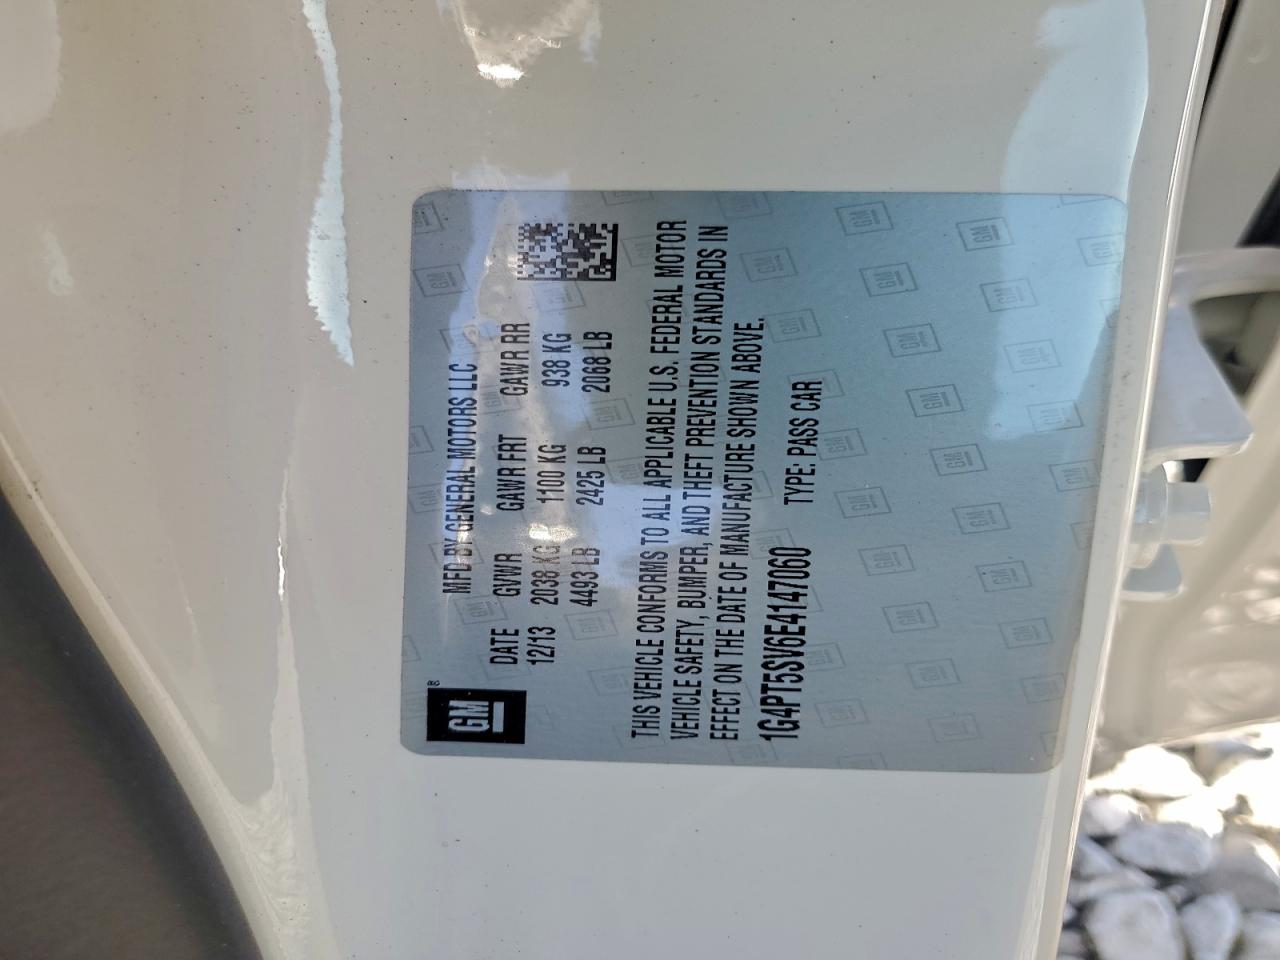 MFD BY GENERAL MOTORS LLC
GM®
DATE GVWR GAWR FRT GAWR RR
12/13 2038 KG 1100 KG 938 KG
4493 LB 2425 LB 2068 LB
THIS VEHICLE CONFORMS TO ALL APPLICABLE U.S. FEDERAL MOTOR
VEHICLE SAFETY, BUMPER, AND THEFT PREVENTION STANDARDS IN
EFFECT ON THE DATE OF MANUFACTURE SHOWN ABOVE.
1G4PT5SV6E4147060 TYPE: PASS CAR